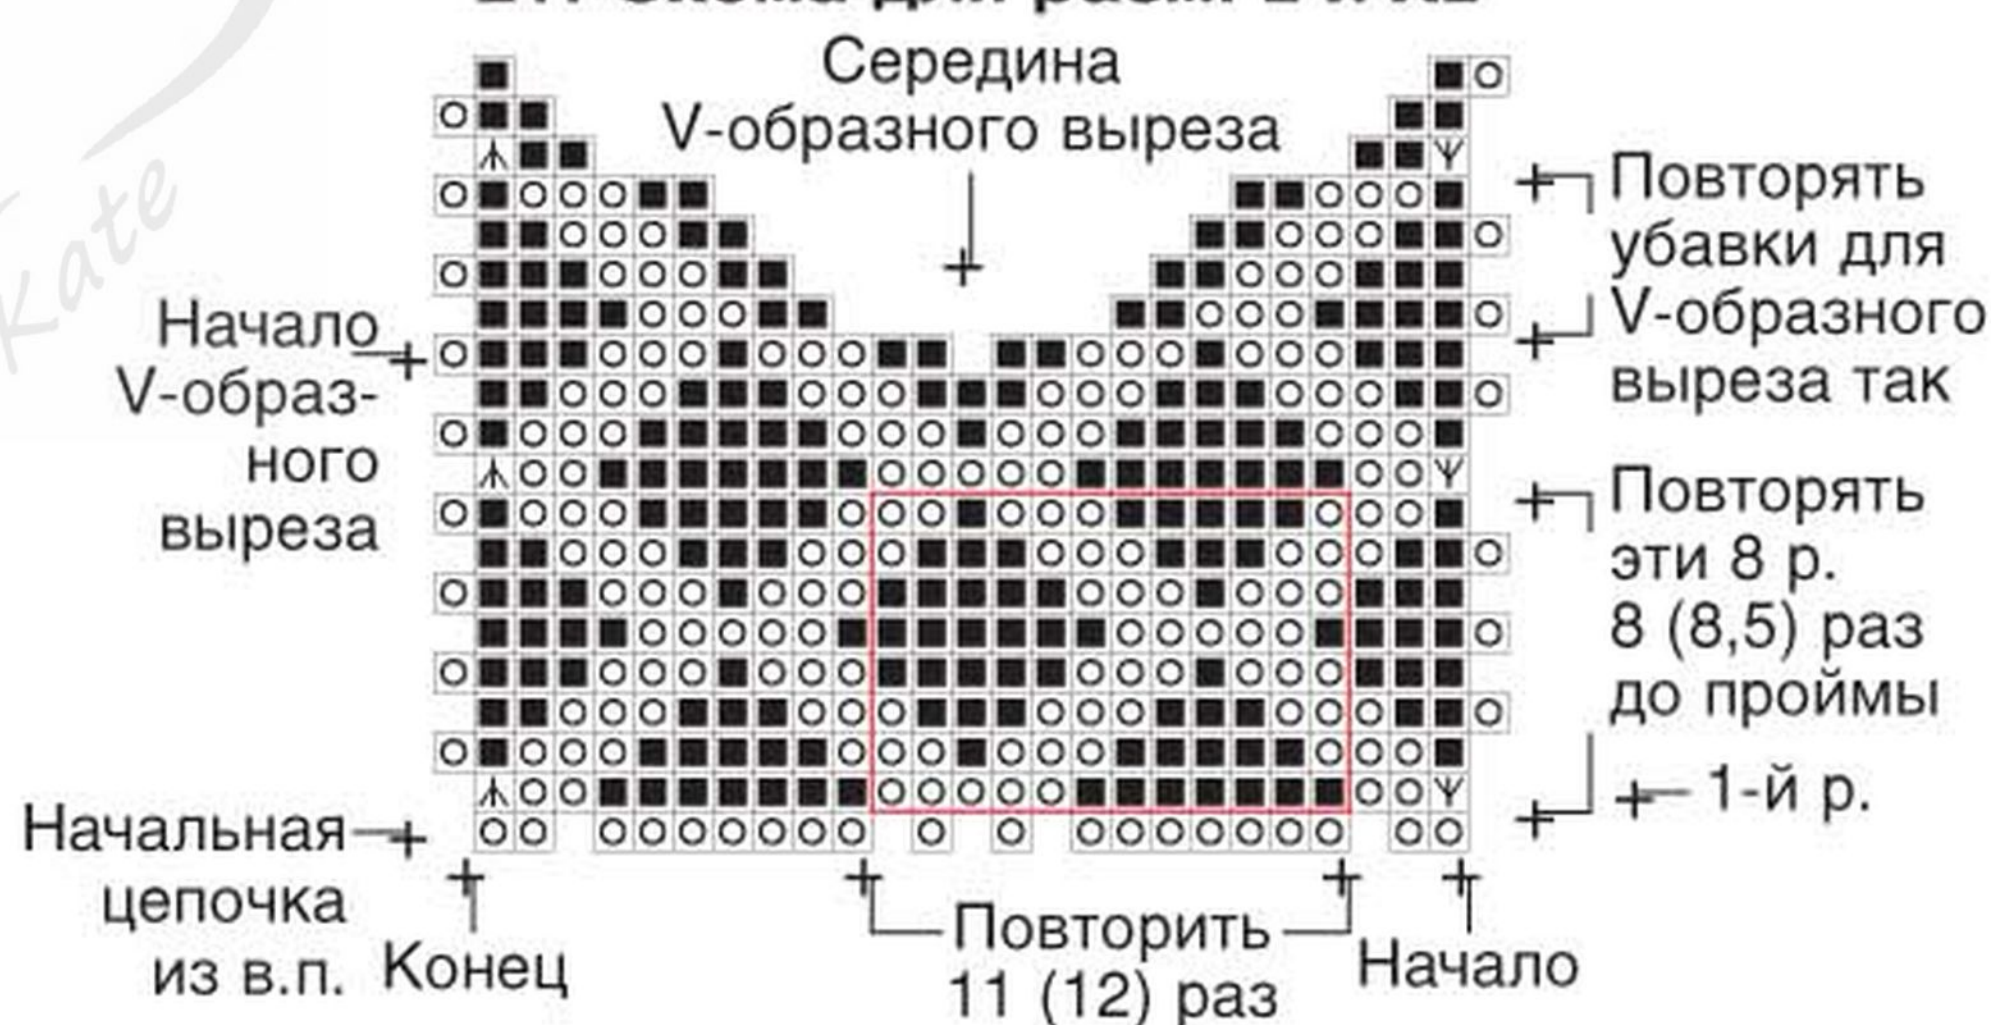 Середина
V-образного выреза
Повторять
убавки для
V-образного
выреза так
Начало
V-образ-
ного
выреза
Повторять
эти 8 р.
8 (8,5) раз
до проймы
1-й р.
Начальная
цепочка
из в.п.
Конец
Повторить
11 (12) раз
Начало
Kate